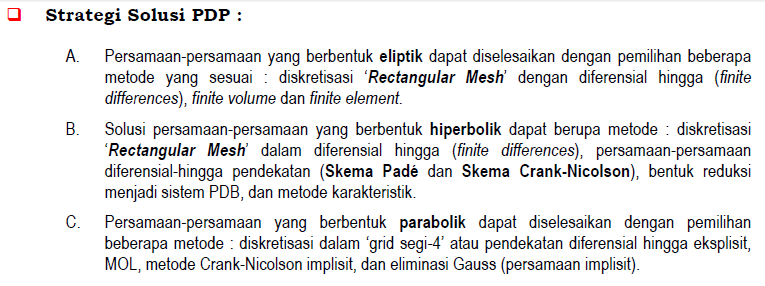 Strategi Solusi PDP :
A. Persamaan-persamaan yang berbentuk eliptik dapat diselesaikan dengan pemilihan beberapa
metode yang sesuai : diskretisasi 'Rectangular Mesh' dengan diferensial hingga (finite
differences), finite volume dan finite element.
B. Solusi persamaan-persamaan yang berbentuk hiperbolik dapat berupa metode : diskretisasi
'Rectangular Mesh' dalam diferensial hingga (finite differences), persamaan-persamaan
diferensial-hingga pendekatan (Skema Padé dan Skema Crank-Nicolson), bentuk reduksi
menjadi sistem PDB, dan metode karakteristik.
C. Persamaan-persamaan yang berbentuk parabolik dapat diselesaikan dengan pemilihan
beberapa metode : diskretisasi dalam 'grid segi-4' atau pendekatan diferensial hingga eksplisit,
MOL, metode Crank-Nicolson implisit, dan eliminasi Gauss (persamaan implisit).